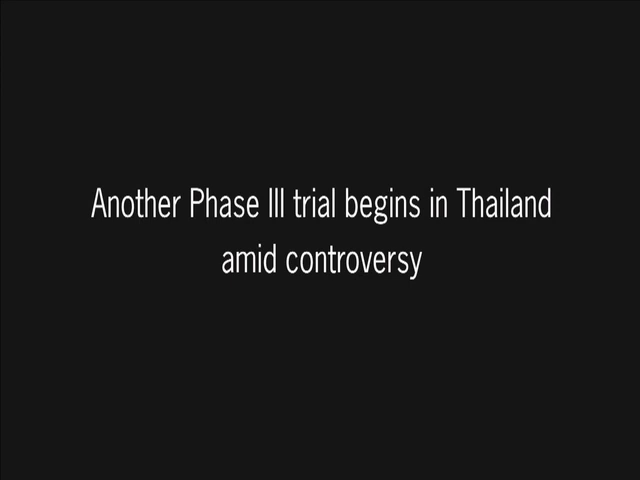 Another Phase III trial begins in Thailand
amid controversy